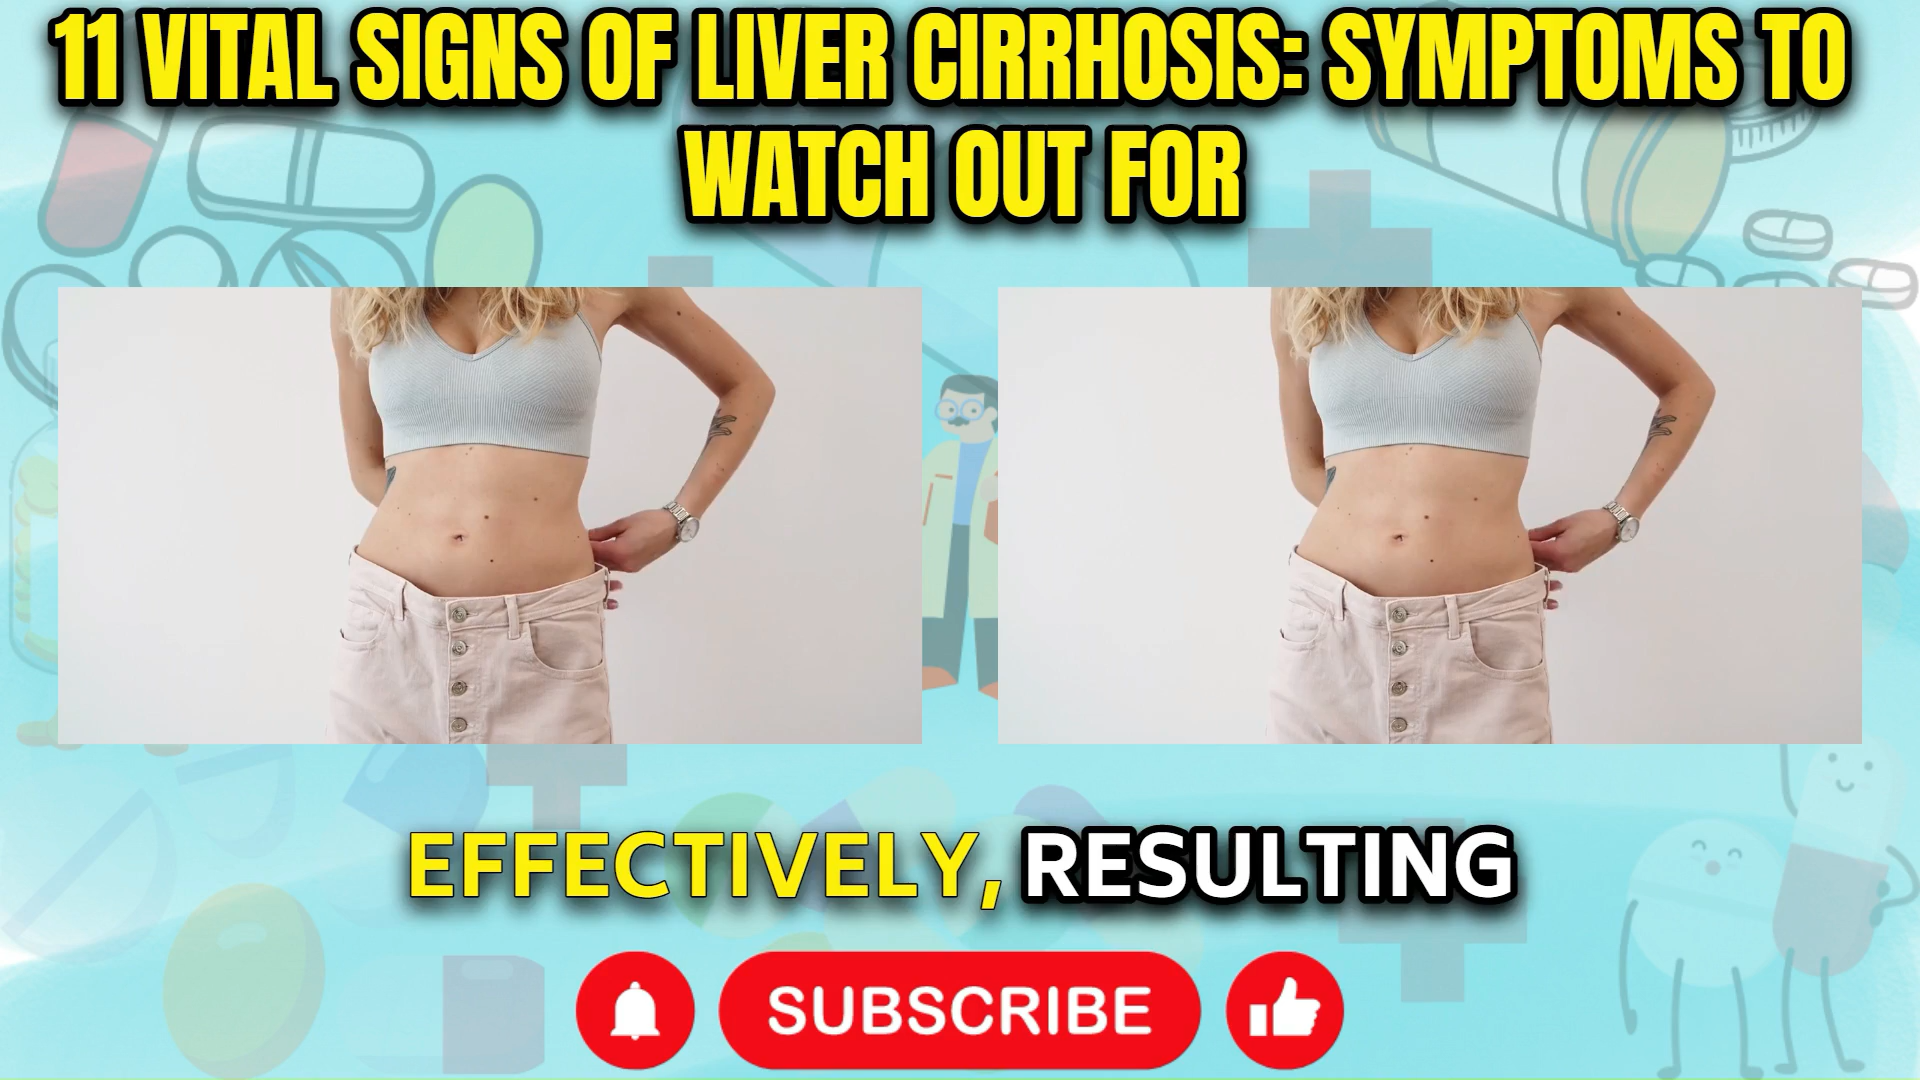 11 VITAL SIGNS OF LIVER CIRRHOSIS: SYMPTOMS TO
WATCH OUT FOR
EFFECTIVELY, RESULTING
SUBSCRIBE